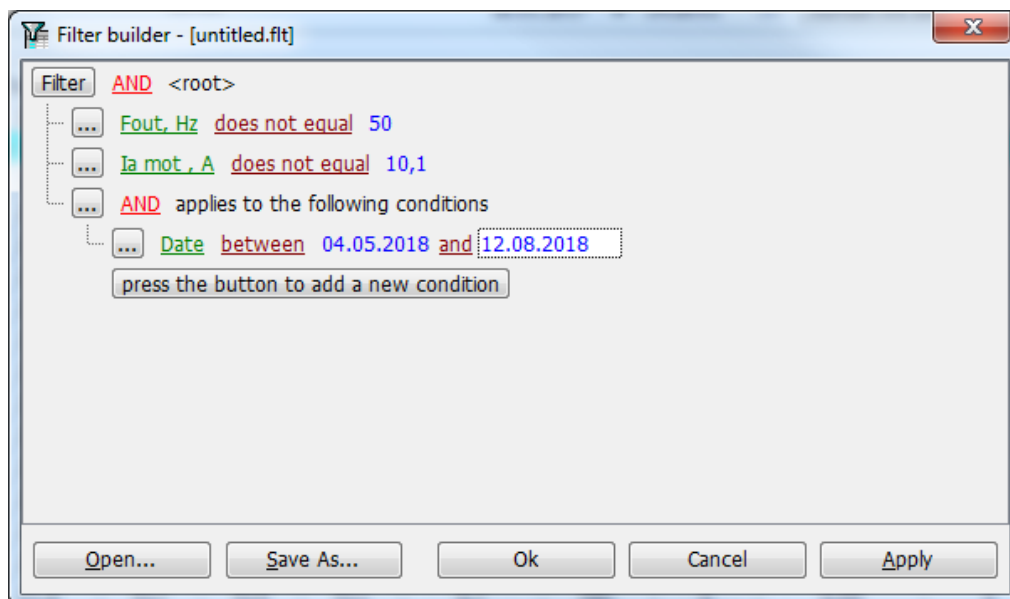 Filter builder - [untitled.flt]
Filter AND <root>
... Fout, Hz does not equal 50
... Ia mot , A does not equal 10,1
... AND applies to the following conditions
... Date between 04.05.2018 and 12.08.2018
press the button to add a new condition
Open... Save As... Ok Cancel Apply